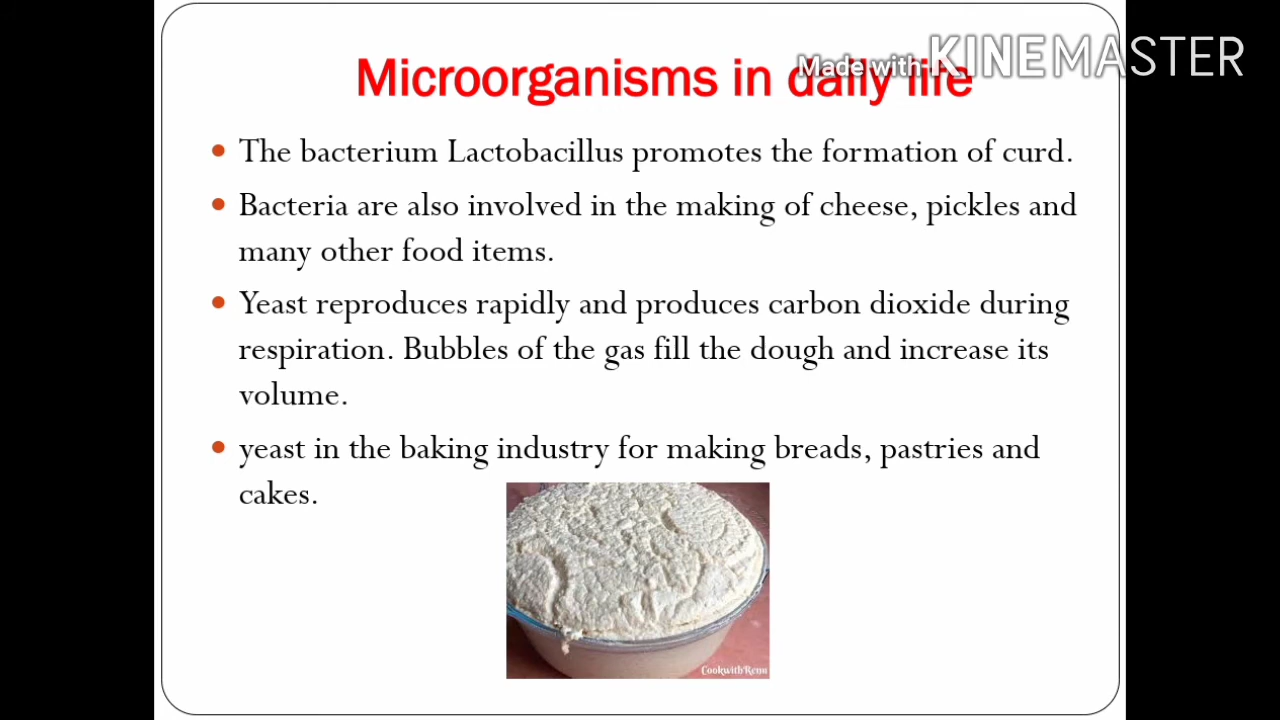 Made with KINEMASTER
Microorganisms in daily life
The bacterium Lactobacillus promotes the formation of curd.
Bacteria are also involved in the making of cheese, pickles and
many other food items.
Yeast reproduces rapidly and produces carbon dioxide during
respiration. Bubbles of the gas fill the dough and increase its
volume.
yeast in the baking industry for making breads, pastries and
cakes.
CookwithRenu